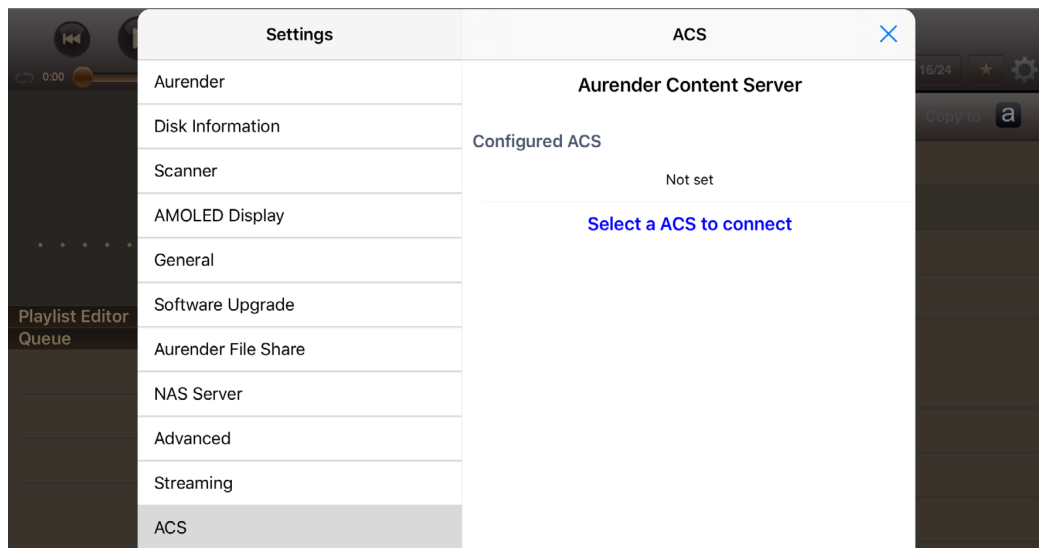 Settings
ACS
0:00
16/24
Aurender
Aurender Content Server
Disk Information
Copy to a
Configured ACS
Scanner
Not set
AMOLED Display
Select a ACS to connect
General
Software Upgrade
Playlist Editor
Queue
Aurender File Share
NAS Server
Advanced
Streaming
ACS